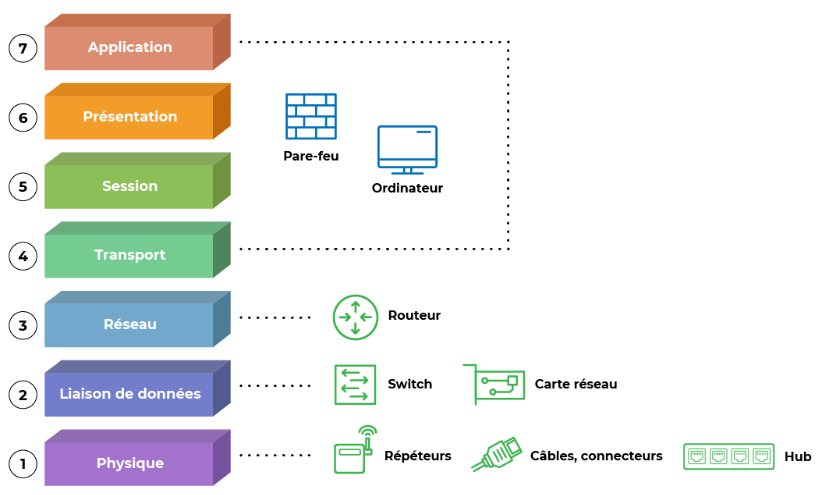 7 Application
6 Présentation
Pare-feu
Ordinateur
5 Session
4 Transport
3 Réseau
Routeur
2 Liaison de données
Switch
Carte réseau
1 Physique
Répéteurs
Câbles, connecteurs
Hub